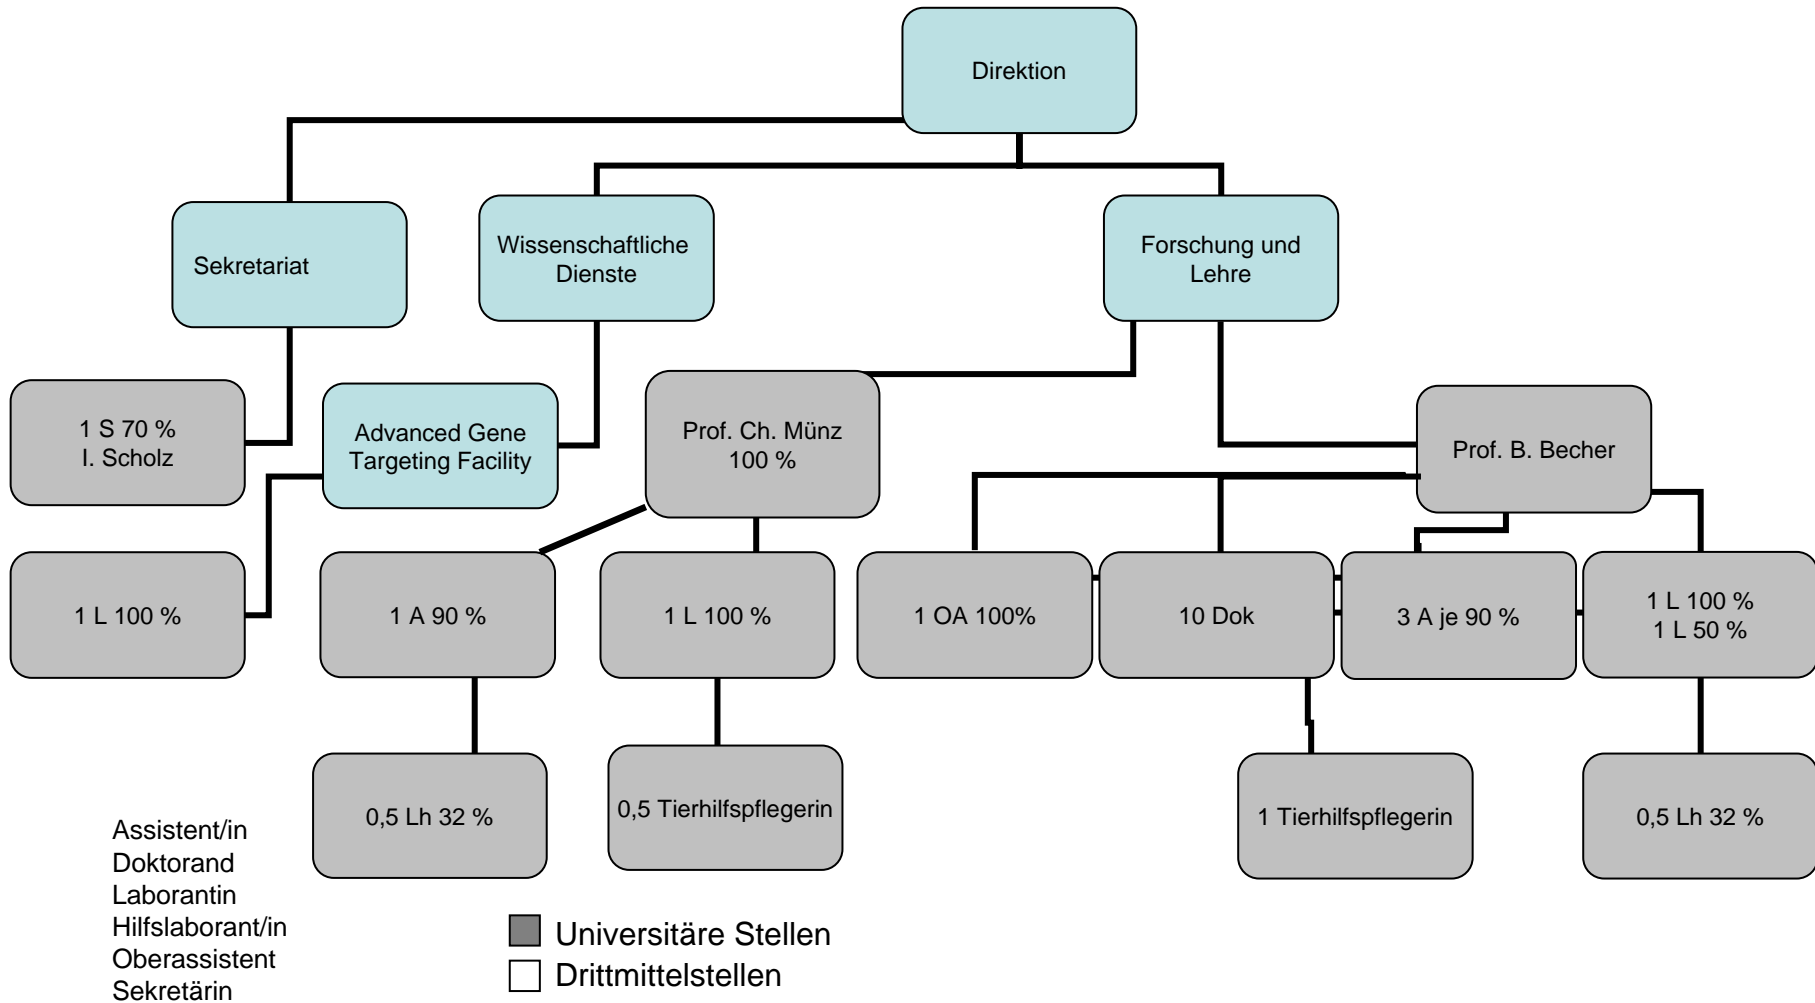 Direktion
Sekretariat
Wissenschaftliche
Dienste
Forschung und
Lehre
1 S 70 %
I. Scholz
Advanced Gene
Targeting Facility
Prof. Ch. Münz
100 %
Prof. B. Becher
1 L 100 %
1 A 90 %
1 L 100 %
1 OA 100%
10 Dok
3 A je 90 %
1 L 100 %
1 L 50 %
0,5 Lh 32 %
0,5 Tierhilfspflegerin
1 Tierhilfspflegerin
0,5 Lh 32 %
Assistent/in
Doktorand
Laborantin
Hilfslaborant/in
Oberassistent
Sekretärin
Universitäre Stellen
Drittmittelstellen